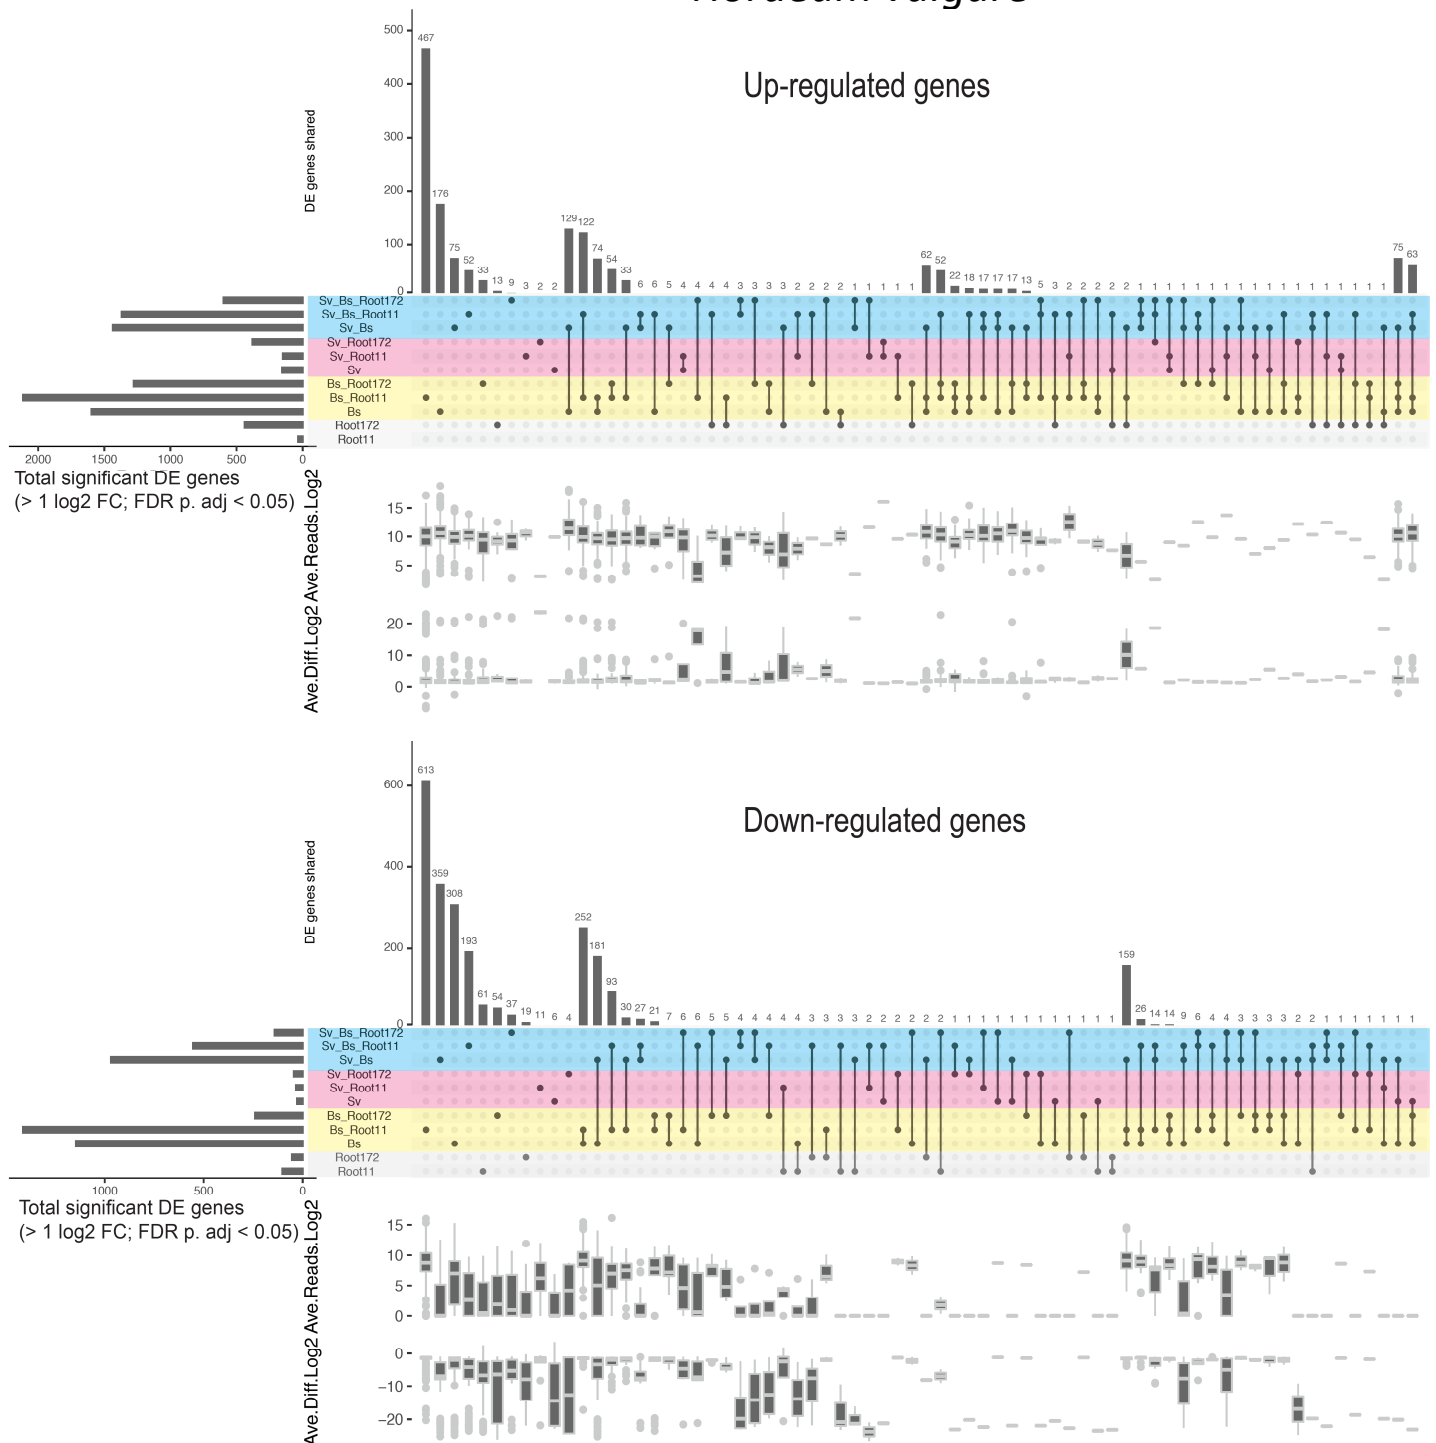 Up-regulated genes
DE genes shared
500
400
300
200
100
0
467 176 75 52 33 13 9 3 2 2 129 122 74 54 33 6 6 5 4 4 4 4 3 3 3 3 3 3 2 2 1 1 1 1 1 62 52 22 18 17 17 17 13 5 3 2 2 2 2 2 1 1 1 1 1 1 1 1 1 1 1 1 1 1 1 1 1 1 75 63
Sv_Bs_Root172
Sv_Bs_Root11
Sv_Bs
Sv_Root172
Sv_Root11
Sv
Bs_Root172
Bs_Root11
Bs
Root172
Root11
2000 1500 1000 500 0
Total significant DE genes
(> 1 log2 FC; FDR p. adj < 0.05)
Ave.Reads.Log2
15
10
5
Ave.Diff.Log2
20
10
0
Down-regulated genes
DE genes shared
600
400
200
0
613 359 308 193 61 54 37 19 11 6 4 252 181 93 30 27 21 7 6 6 5 5 4 4 4 4 4 3 3 3 3 2 2 2 2 2 2 1 1 1 1 1 1 1 1 1 1 1 1 159 26 14 14 9 6 4 4 3 3 3 3 2 2 1 1 1 1 1 1 1
Sv_Bs_Root172
Sv_Bs_Root11
Sv_Bs
Sv_Root172
Sv_Root11
Sv
Bs_Root172
Bs_Root11
Bs
Root172
Root11
1000 500 0
Total significant DE genes
(> 1 log2 FC; FDR p. adj < 0.05)
Ave.Reads.Log2
15
10
5
0
Ave.Diff.Log2
0
−10
−20